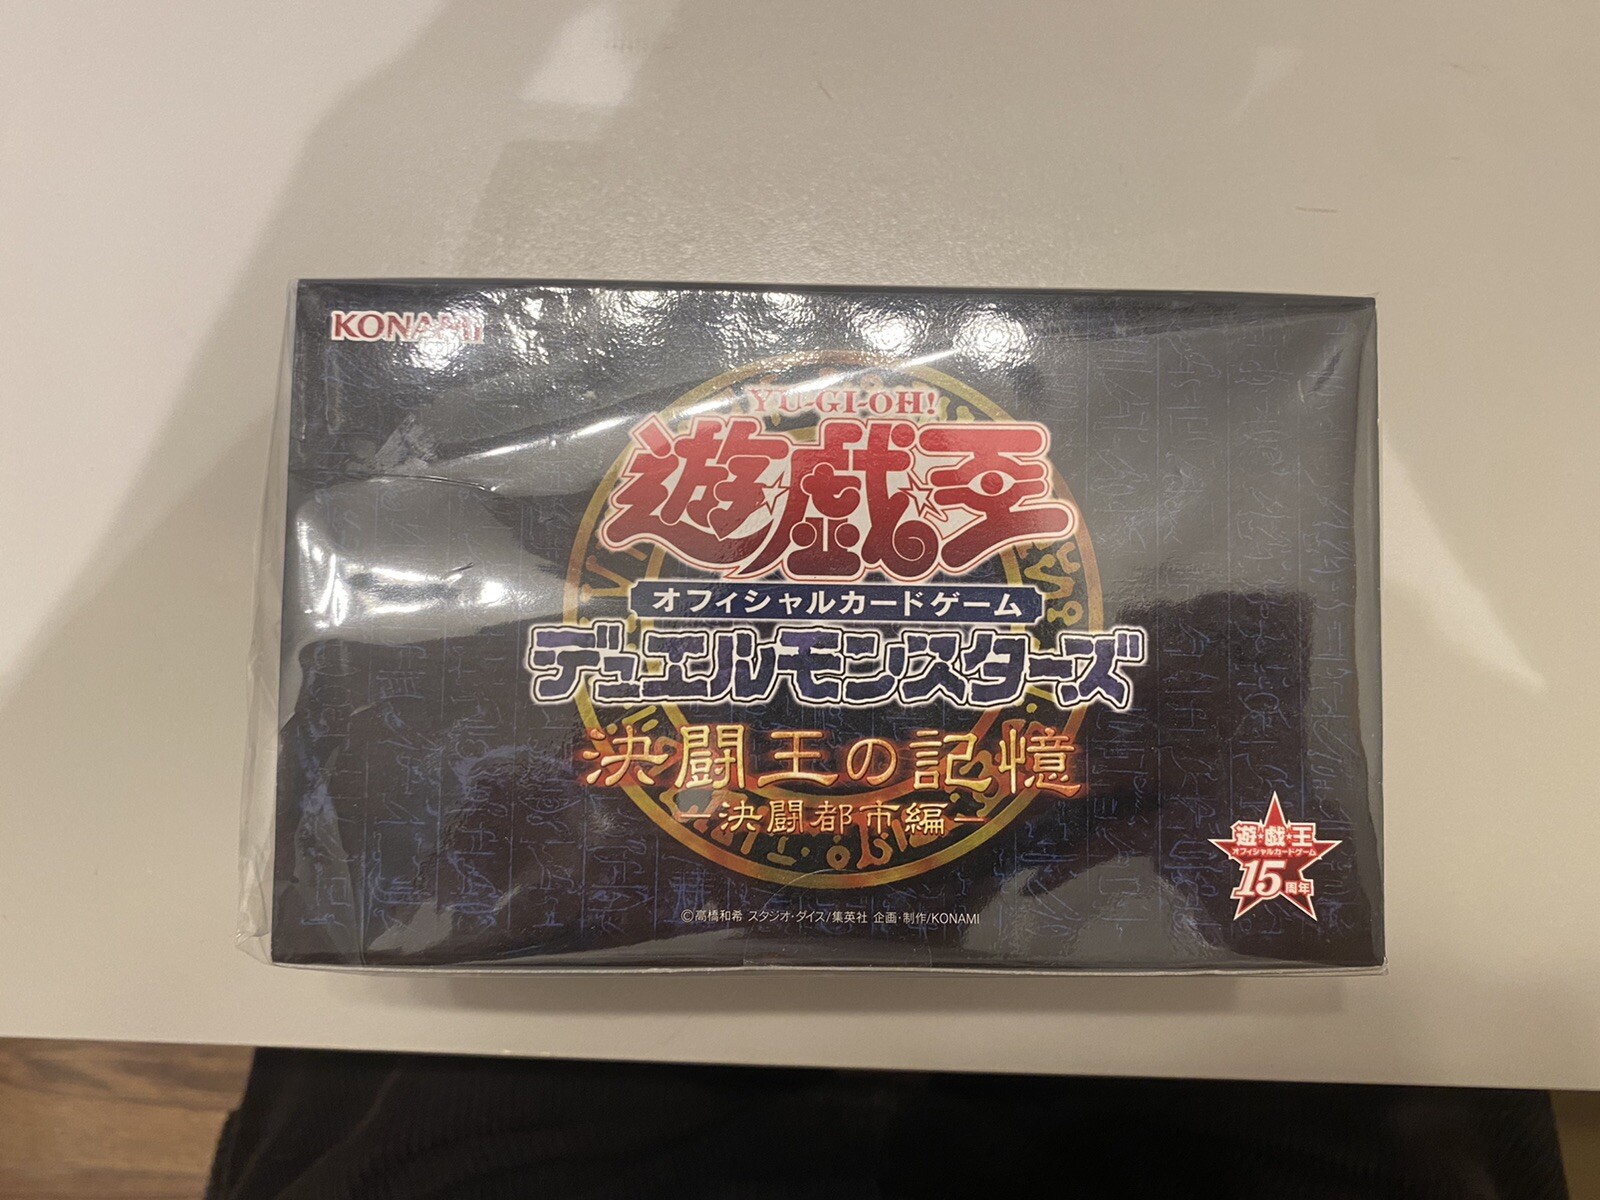 KONAMI
YU-GI-OH!
遊戯王
オフィシャルカードゲーム
デュエルモンスターズ
決闘王の記憶
-決闘都市編-
遊・戯・王
オフィシャルカードゲーム
15周年
©高橋和希 スタジオ・ダイス/集英社 企画・制作/KONAMI